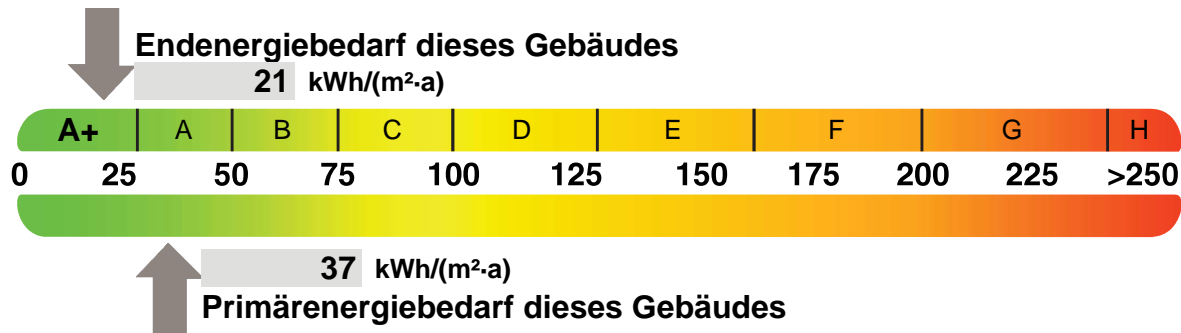 Endenergiebedarf dieses Gebäudes
21 kWh/(m²·a)
A+ A B C D E F G H
0 25 50 75 100 125 150 175 200 225 >250
37 kWh/(m²·a)
Primärenergiebedarf dieses Gebäudes